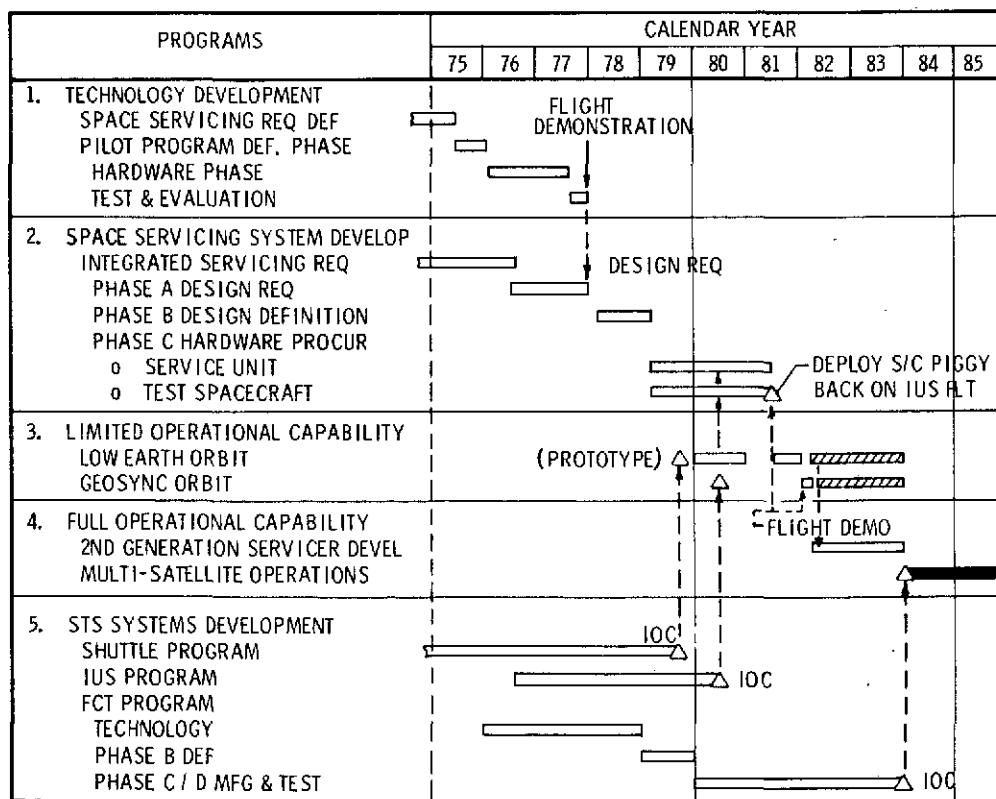 PROGRAMS
CALENDAR YEAR
75 76 77 78 79 80 81 82 83 84 85
1. TECHNOLOGY DEVELOPMENT
SPACE SERVICING REQ DEF
PILOT PROGRAM DEF. PHASE
HARDWARE PHASE
TEST & EVALUATION
FLIGHT
DEMONSTRATION
2. SPACE SERVICING SYSTEM DEVELOP
INTEGRATED SERVICING REQ
DESIGN REQ
PHASE A DESIGN REQ
PHASE B DESIGN DEFINITION
PHASE C HARDWARE PROCUR
o SERVICE UNIT
o TEST SPACECRAFT
DEPLOY S/C PIGGY
BACK ON IUS FLT
3. LIMITED OPERATIONAL CAPABILITY
LOW EARTH ORBIT
(PROTOTYPE)
GEOSYNC ORBIT
4. FULL OPERATIONAL CAPABILITY
FLIGHT DEMO
2ND GENERATION SERVICER DEVEL
MULTI-SATELLITE OPERATIONS
5. STS SYSTEMS DEVELOPMENT
SHUTTLE PROGRAM
IOC
IUS PROGRAM
IOC
FCT PROGRAM
TECHNOLOGY
PHASE B DEF
PHASE C / D MFG & TEST
IOC